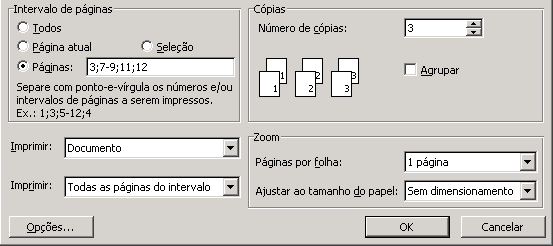 Intervalo de páginas
Todos
Página atual
Seleção
Páginas:
3;7-9;11;12
Separe com ponto-e-vírgula os números e/ou
intervalos de páginas a serem impressos.
Ex.: 1;3;5-12;4
Cópias
Número de cópias:
3
1 1 2 2 3 3
Agrupar
Imprimir:
Documento
Imprimir:
Todas as páginas do intervalo
Zoom
Páginas por folha:
1 página
Ajustar ao tamanho do papel:
Sem dimensionamento
Opções...
OK
Cancelar